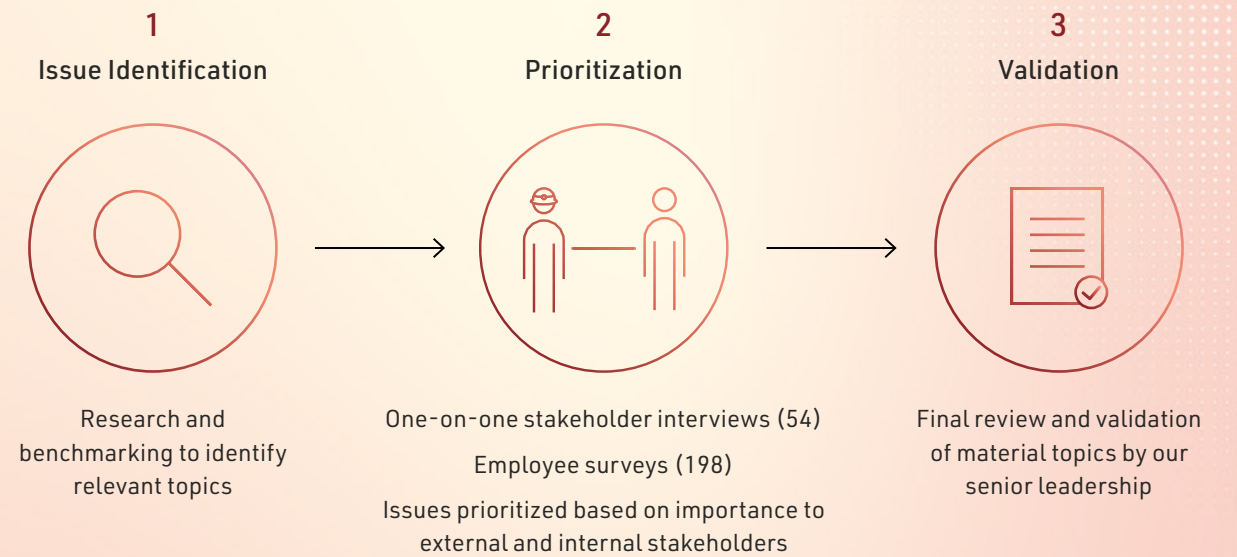 1
Issue Identification
Research and
benchmarking to identify
relevant topics
2
Prioritization
One-on-one stakeholder interviews (54)
Employee surveys (198)
Issues prioritized based on importance to
external and internal stakeholders
3
Validation
Final review and validation
of material topics by our
senior leadership